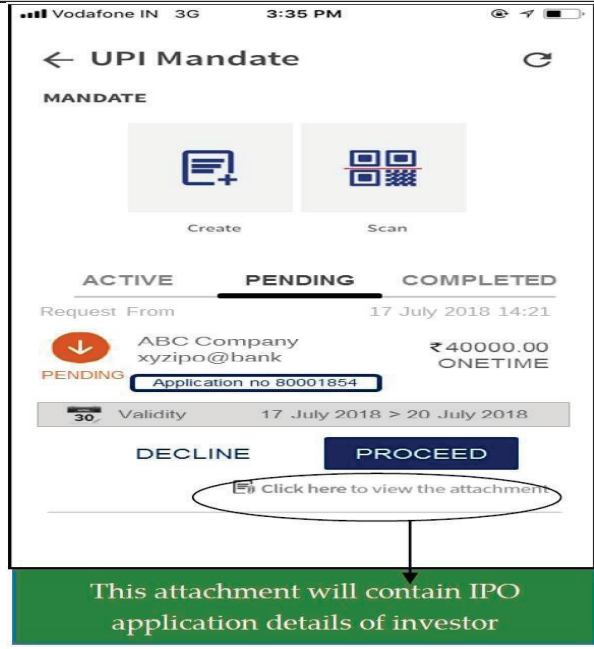 Vodafone IN 3G 3:35 PM
← UPI Mandate
MANDATE
Create Scan
ACTIVE PENDING COMPLETED
Request From 17 July 2018 14:21
ABC Company ₹40000.00
xyzipo@bank ONETIME
PENDING
Application no 80001854
30 Validity 17 July 2018 > 20 July 2018
DECLINE PROCEED
Click here to view the attachment
This attachment will contain IPO
application details of investor